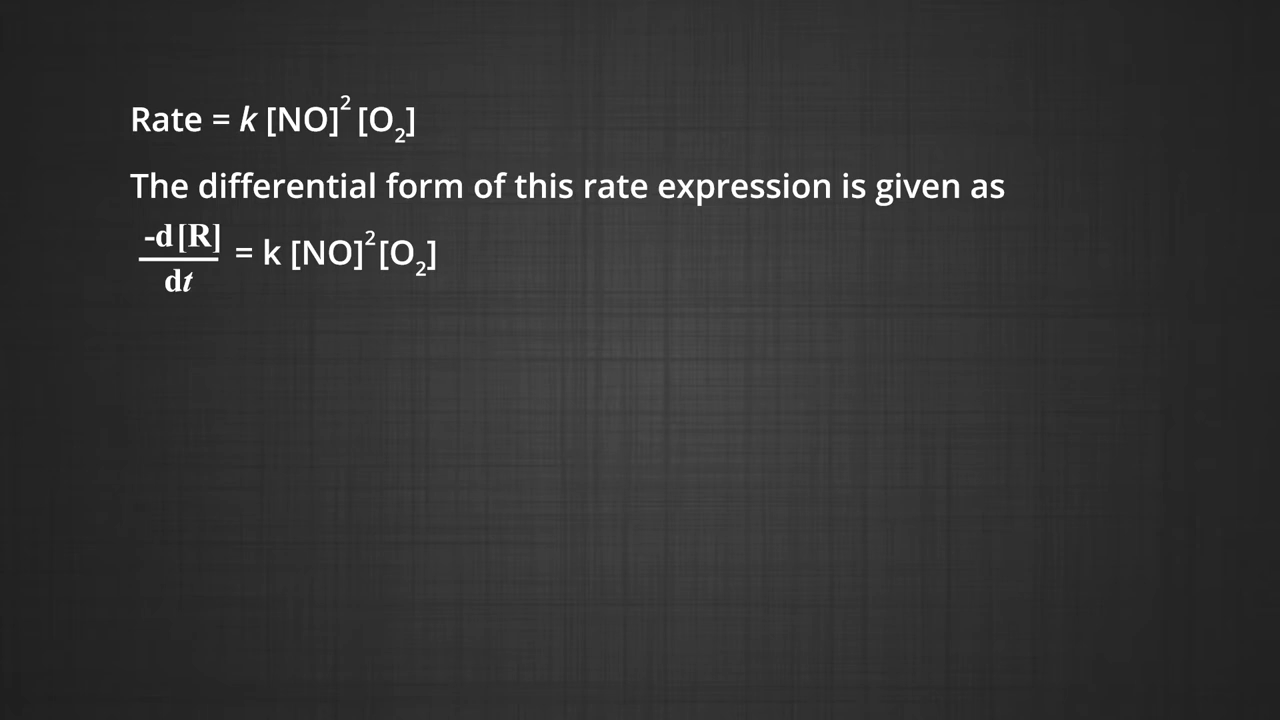 Rate = k [NO]² [O₂]
The differential form of this rate expression is given as
-d[R]
dt
= k [NO]²[O₂]